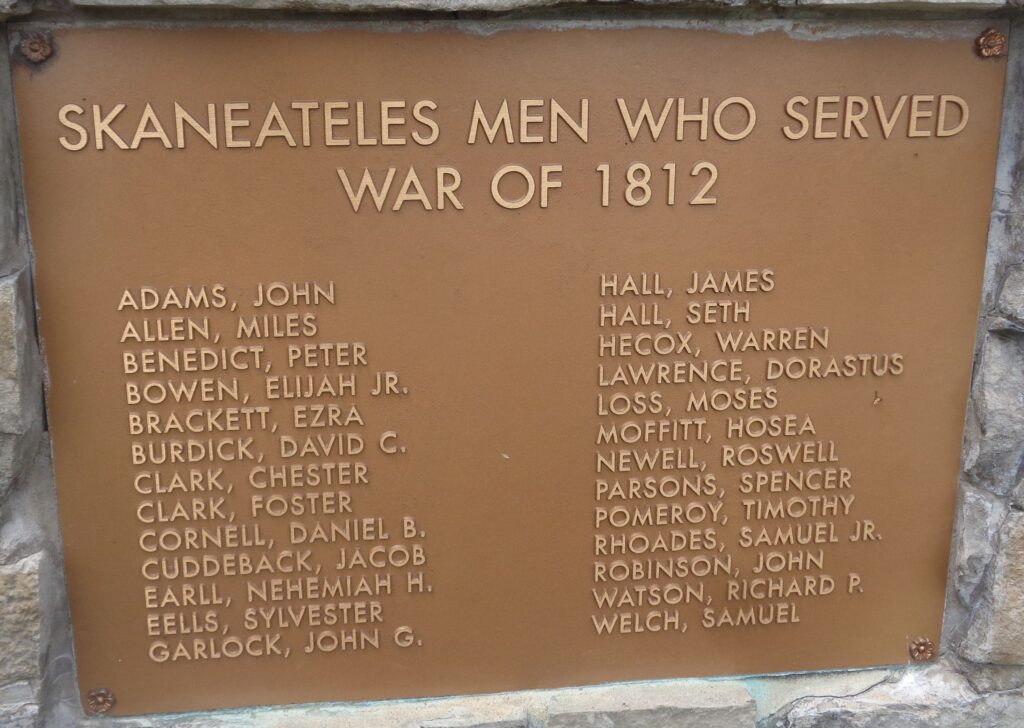 SKANEATELES MEN WHO SERVED
WAR OF 1812
ADAMS, JOHN
ALLEN, MILES
BENEDICT, PETER
BOWEN, ELIJAH JR.
BRACKETT, EZRA
BURDICK, DAVID C.
CLARK, CHESTER
CLARK, FOSTER
CORNELL, DANIEL B.
CUDDEBACK, JACOB
EARLL, NEHEMIAH H.
EELLS, SYLVESTER
GARLOCK, JOHN G.
HALL, JAMES
HALL, SETH
HECOX, WARREN
LAWRENCE, DORASTUS
LOSS, MOSES
MOFFITT, HOSEA
NEWELL, ROSWELL
PARSONS, SPENCER
POMEROY, TIMOTHY
RHOADES, SAMUEL JR.
ROBINSON, JOHN
WATSON, RICHARD P.
WELCH, SAMUEL